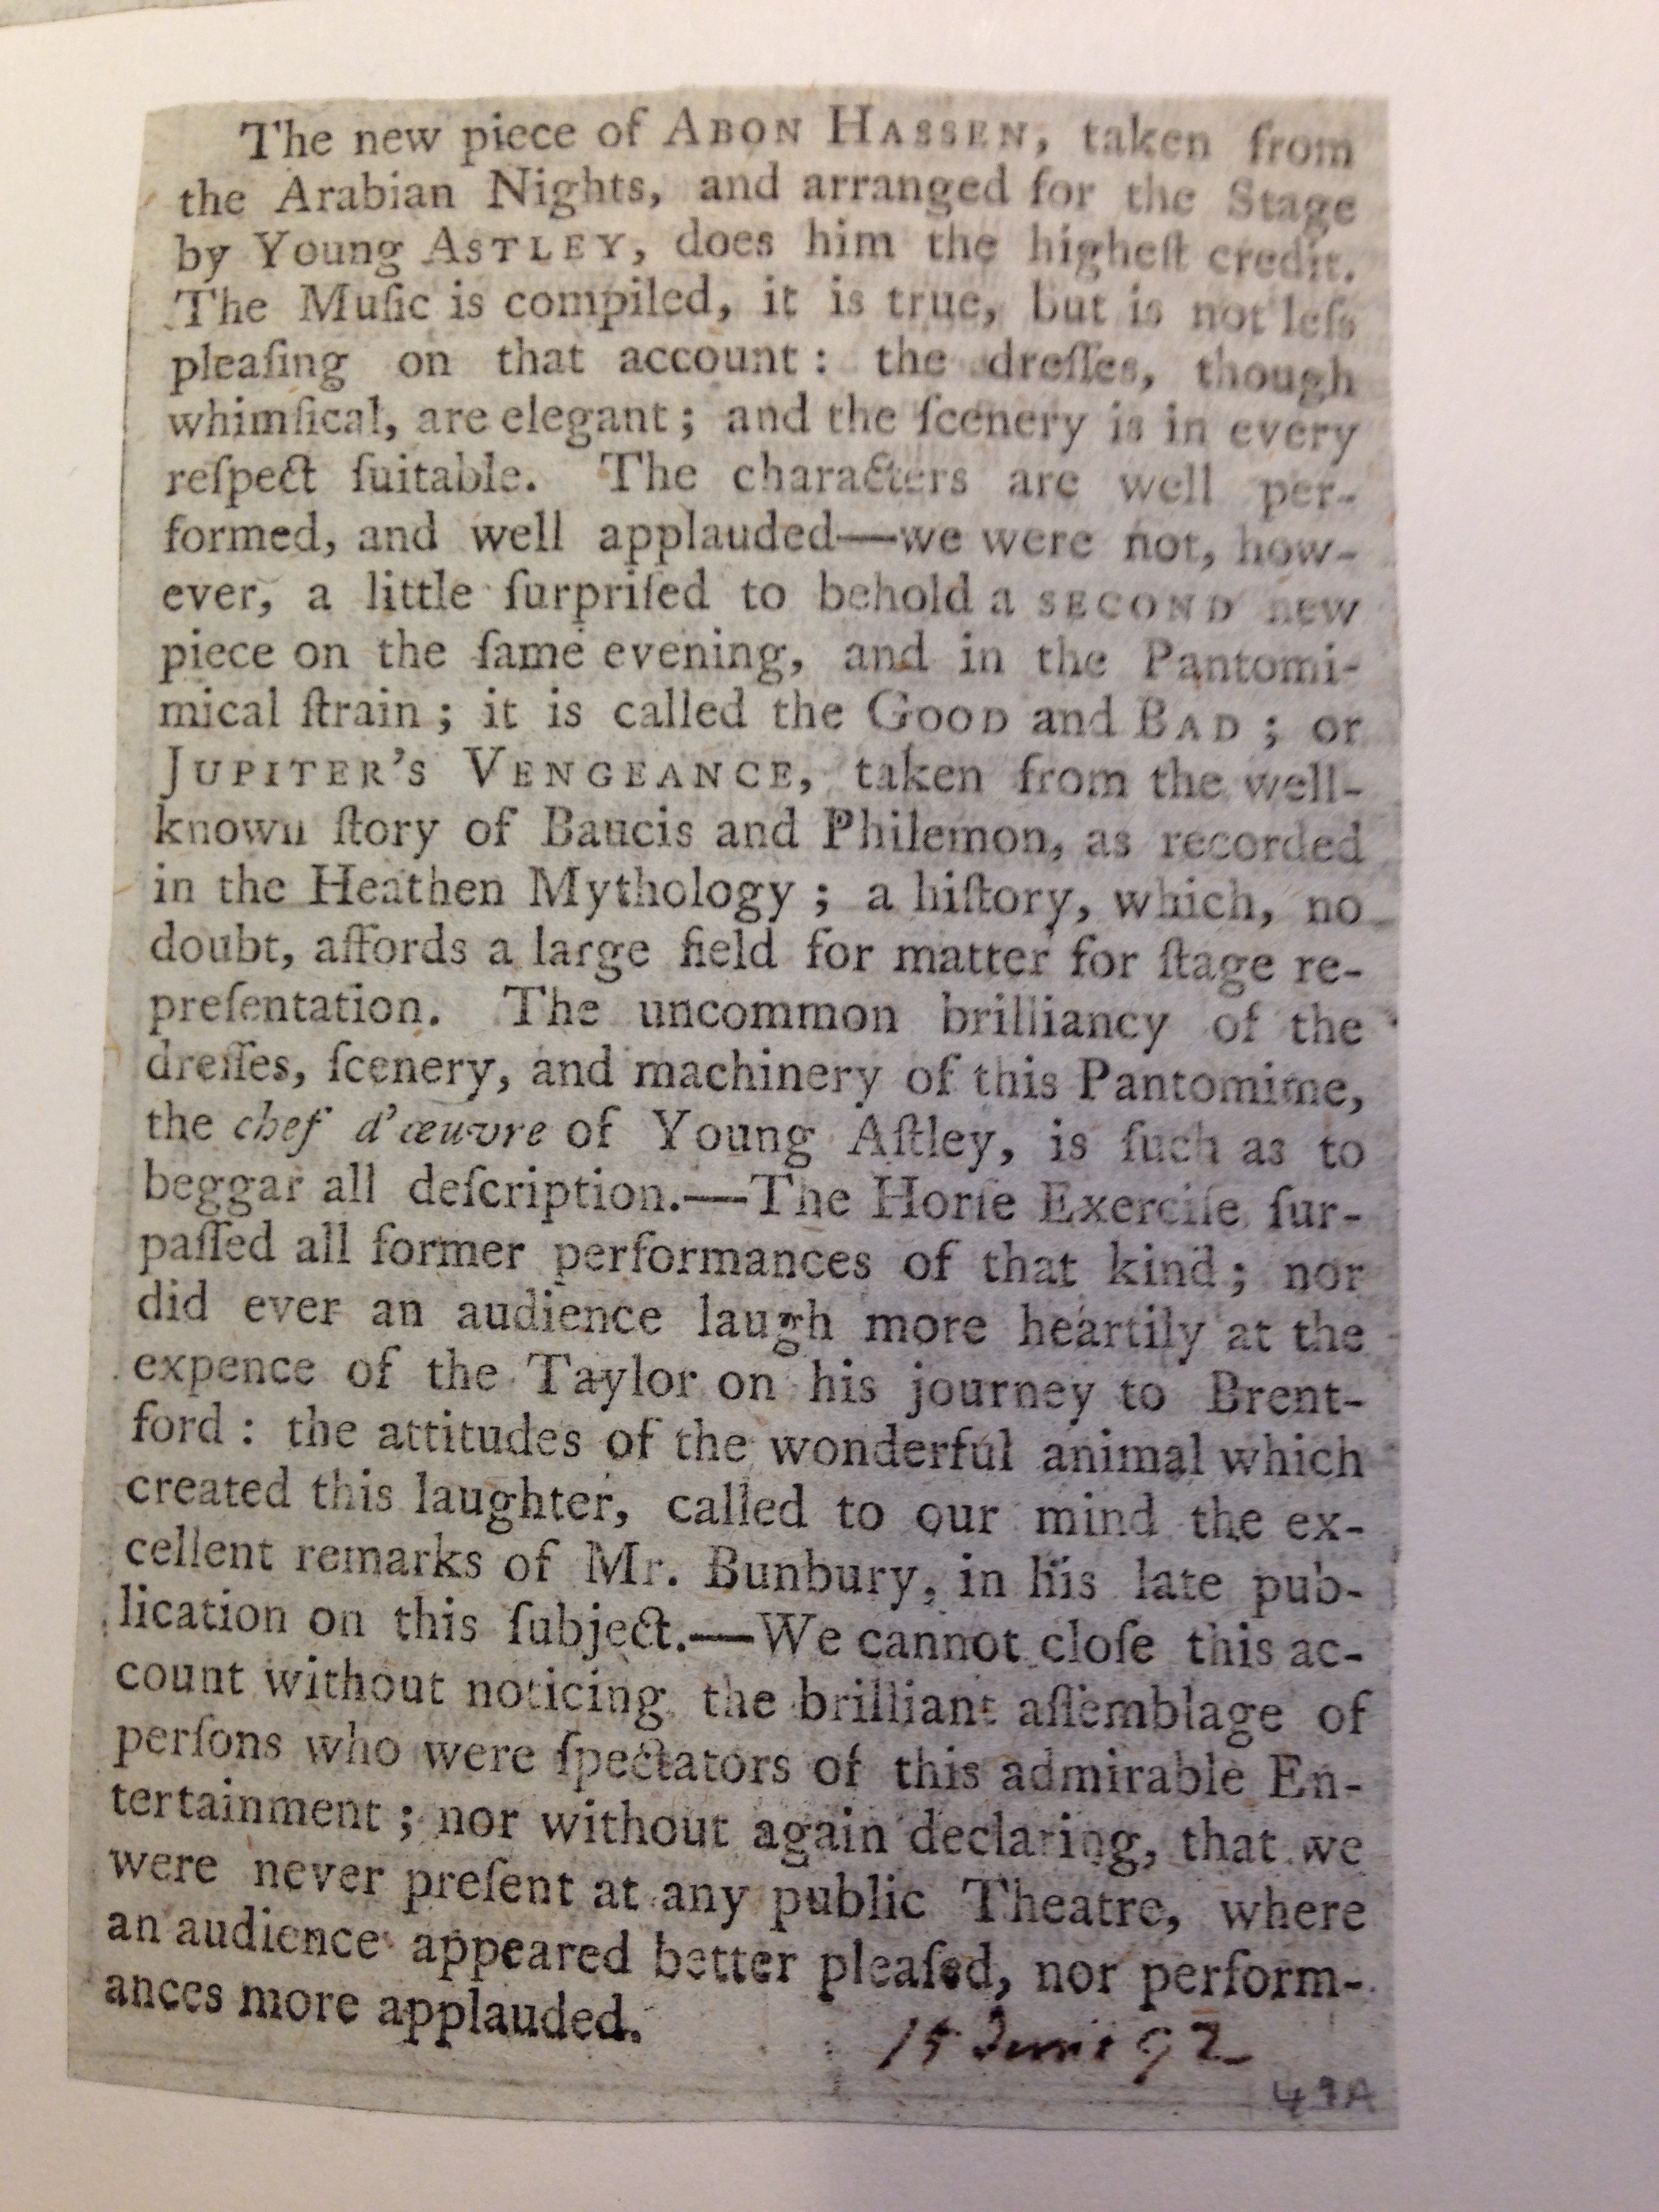 The new piece of ABON HASSEN, taken from
the Arabian Nights, and arranged for the Stage
by Young ASTLEY, does him the higheſt credit.
The Muſic is compiled, it is true, but is not leſs
pleaſing on that account: the dreſſes, though
whimſical, are elegant; and the ſcenery is in every
reſpect ſuitable. The characters are well per-
formed, and well applauded—we were not, how-
ever, a little ſurpriſed to behold a SECOND new
piece on the ſame evening, and in the Pantomi-
mical ſtrain; it is called the GOOD and BAD; or
JUPITER'S VENGEANCE, taken from the well-
known ſtory of Baucis and Philemon, as recorded
in the Heathen Mythology; a hiſtory, which, no
doubt, affords a large field for matter for ſtage re-
preſentation. The uncommon brilliancy of the
dreſſes, ſcenery, and machinery of this Pantomime,
the chef d'œuvre of Young Aſtley, is ſuch as to
beggar all deſcription.—The Horſe Exerciſe ſur-
paſſed all former performances of that kind; nor
did ever an audience laugh more heartily at the
expence of the Taylor on his journey to Brent-
ford: the attitudes of the wonderful animal which
created this laughter, called to our mind the ex-
cellent remarks of Mr. Bunbury, in his late pub-
lication on this ſubject.—We cannot cloſe this ac-
count without noticing the brilliant aſſemblage of
perſons who were ſpectators of this admirable En-
tertainment; nor without again declaring, that we
were never preſent at any public Theatre, where
an audience appeared better pleaſed, nor perform-
ances more applauded.
15 Juni 92
49A